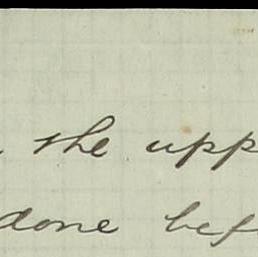 the upp
done bef